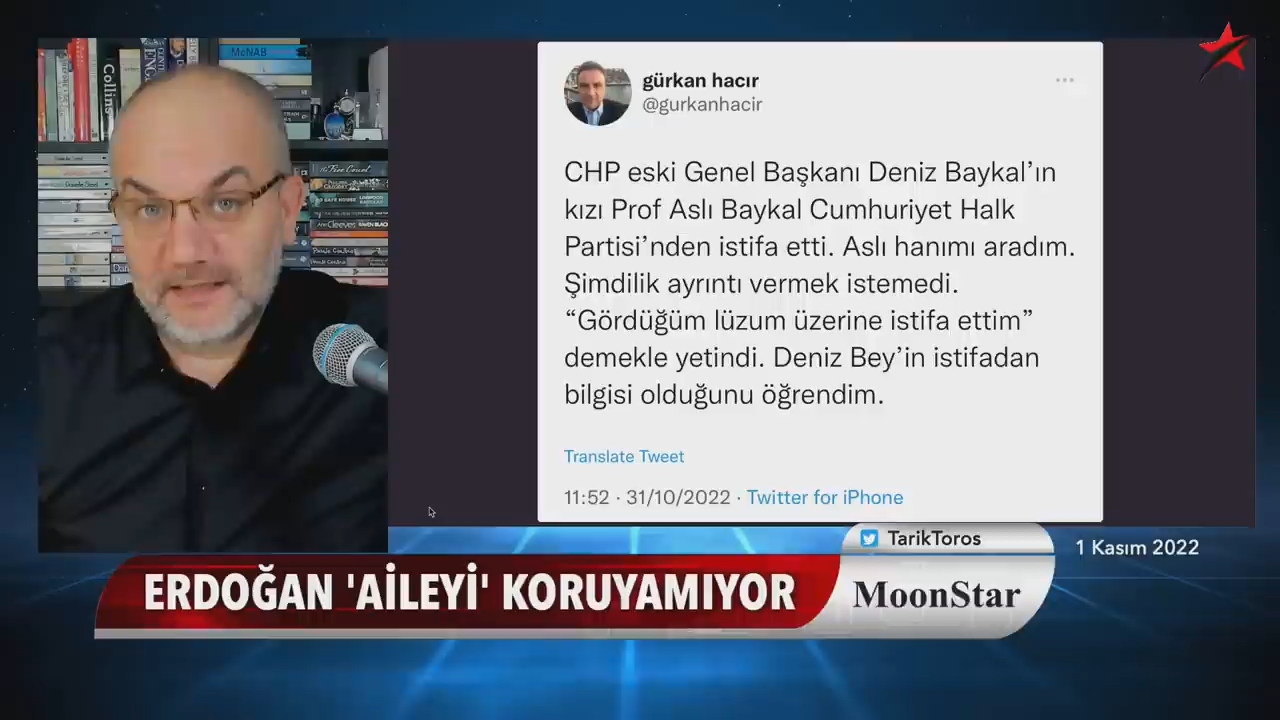 McNAB
Collins
gürkan hacır
@gurkanhacir
CHP eski Genel Başkanı Deniz Baykal’ın
kızı Prof Aslı Baykal Cumhuriyet Halk
Partisi’nden istifa etti. Aslı hanımı aradım.
Şimdilik ayrıntı vermek istemedi.
“Gördüğüm lüzum üzerine istifa ettim”
demekle yetindi. Deniz Bey’in istifadan
bilgisi olduğunu öğrendim.
Translate Tweet
11:52 · 31/10/2022 · Twitter for iPhone
TarikToros
1 Kasım 2022
ERDOĞAN 'AİLEYİ' KORUYAMIYOR
MoonStar